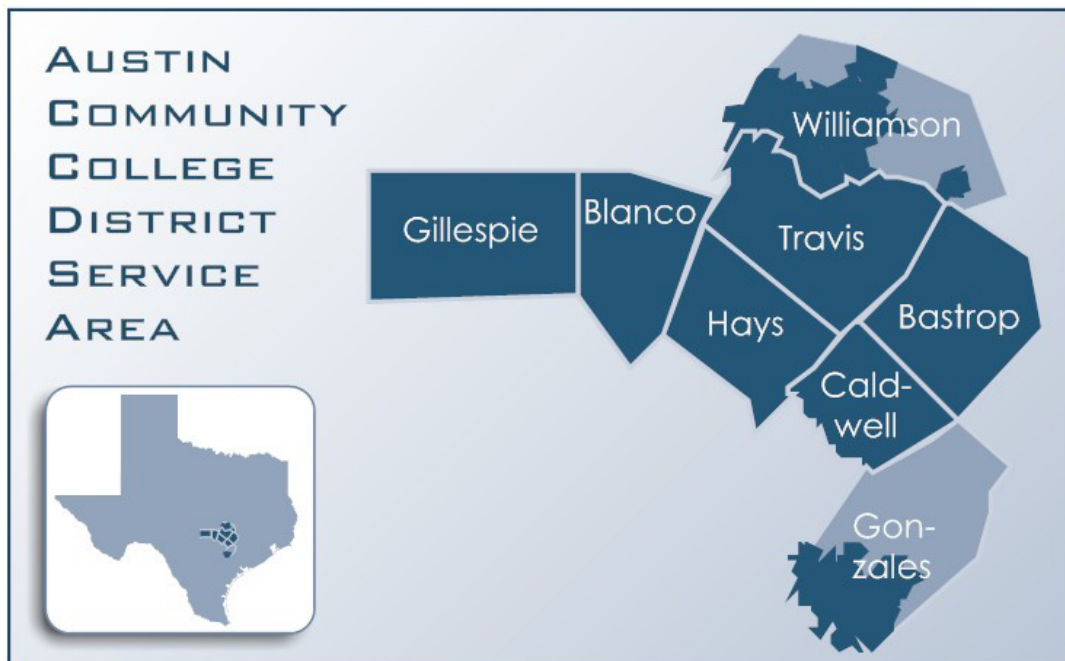 AUSTIN
COMMUNITY
COLLEGE
DISTRICT
SERVICE
AREA
Williamson
Gillespie
Blanco
Travis
Hays
Bastrop
Cald-
well
Gon-
zales